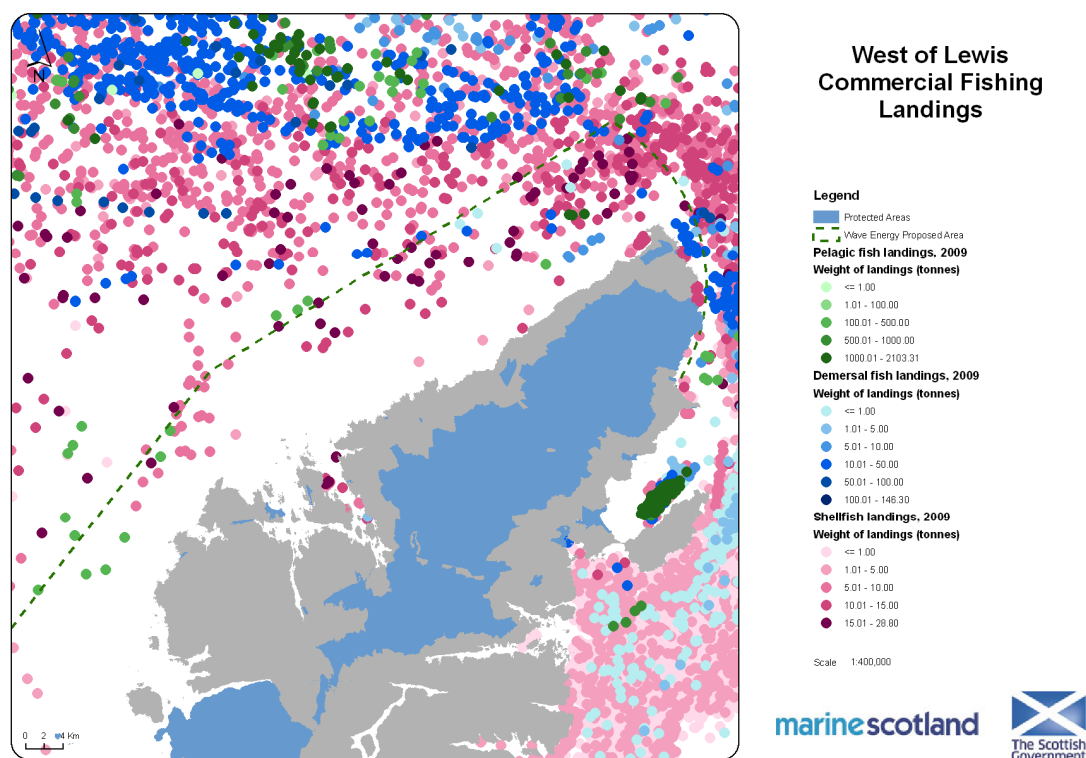 N
0 2 4 Km
West of Lewis
Commercial Fishing
Landings
Legend
Protected Areas
Wave Energy Proposed Area
Pelagic fish landings, 2009
Weight of landings (tonnes)
<= 1.00
1.01 - 100.00
100.01 - 500.00
500.01 - 1000.00
1000.01 - 2103.31
Demersal fish landings, 2009
Weight of landings (tonnes)
<= 1.00
1.01 - 5.00
5.01 - 10.00
10.01 - 50.00
50.01 - 100.00
100.01 - 146.30
Shellfish landings, 2009
Weight of landings (tonnes)
<= 1.00
1.01 - 5.00
5.01 - 10.00
10.01 - 15.00
15.01 - 28.80
Scale 1:400,000
marinescotland
The Scottish
Government